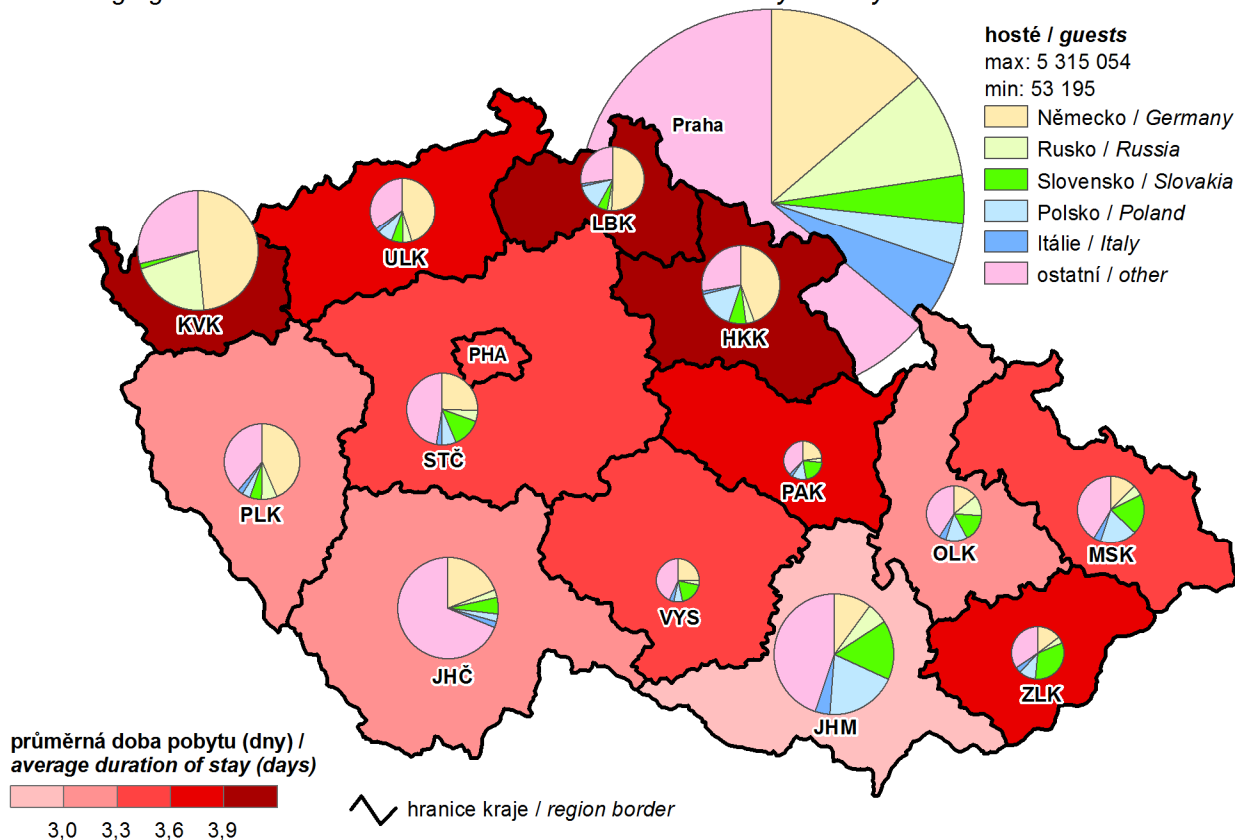 hosté / guests
max: 5 315 054
min: 53 195
Německo / Germany
Rusko / Russia
Slovensko / Slovakia
Polsko / Poland
Itálie / Italy
ostatní / other
Praha
LBK
ULK
KVK
HKK
PHA
STČ
PAK
PLK
OLK
MSK
VYS
JHČ
ZLK
JHM
průměrná doba pobytu (dny) /
average duration of stay (days)
3,0 3,3 3,6 3,9
hranice kraje / region border